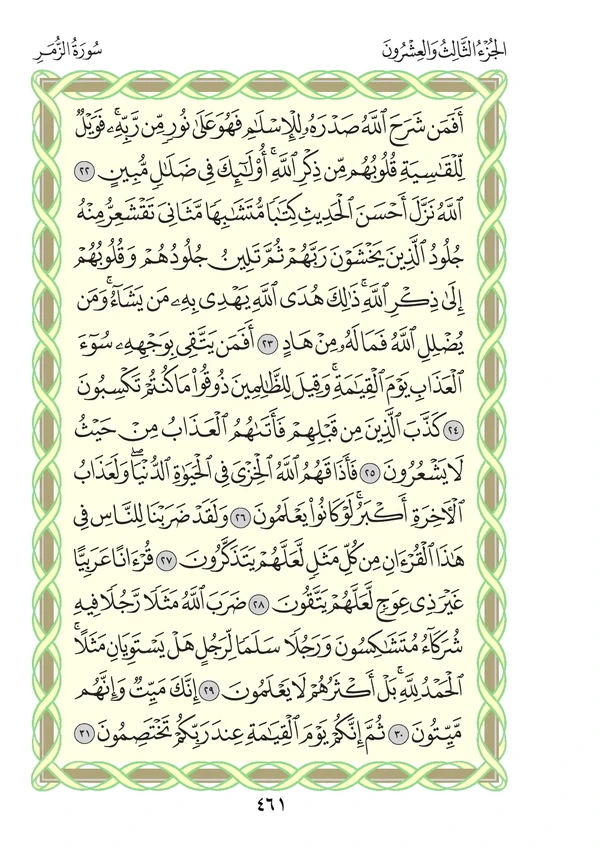 الجُزْءُ الثَّالِثُ وَالعِشْرُونَ
سُورَةُ الزُّمَرِ
أَفَمَن شَرَحَ ٱللَّهُ صَدْرَهُۥ لِلْإِسْلَٰمِ فَهُوَ عَلَىٰ نُورٍ مِّن رَّبِّهِۦۚ فَوَيْلٌ
لِّلْقَٰسِيَةِ قُلُوبُهُم مِّن ذِكْرِ ٱللَّهِۚ أُو۟لَٰٓئِكَ فِى ضَلَٰلٍ مُّبِينٍ ٢٢
ٱللَّهُ نَزَّلَ أَحْسَنَ ٱلْحَدِيثِ كِتَٰبًا مُّتَشَٰبِهًا مَّثَانِىَ تَقْشَعِرُّ مِنْهُ
جُلُودُ ٱلَّذِينَ يَخْشَوْنَ رَبَّهُمْ ثُمَّ تَلِينُ جُلُودُهُمْ وَقُلُوبُهُمْ
إِلَىٰ ذِكْرِ ٱللَّهِۚ ذَٰلِكَ هُدَى ٱللَّهِ يَهْدِى بِهِۦ مَن يَشَآءُۚ وَمَن
يُضْلِلِ ٱللَّهُ فَمَا لَهُۥ مِنْ هَادٍ ٢٣ أَفَمَن يَتَّقِى بِوَجْهِهِۦ سُوٓءَ
ٱلْعَذَابِ يَوْمَ ٱلْقِيَٰمَةِۚ وَقِيلَ لِلظَّٰلِمِينَ ذُوقُوا۟ مَا كُنتُمْ تَكْسِبُونَ
٢٤ كَذَّبَ ٱلَّذِينَ مِن قَبْلِهِمْ فَأَتَىٰهُمُ ٱلْعَذَابُ مِنْ حَيْثُ
لَا يَشْعُرُونَ ٢٥ فَأَذَاقَهُمُ ٱللَّهُ ٱلْخِزْىَ فِى ٱلْحَيَوٰةِ ٱلدُّنْيَاۖ وَلَعَذَابُ
ٱلْءَاخِرَةِ أَكْبَرُۚ لَوْ كَانُوا۟ يَعْلَمُونَ ٢٦ وَلَقَدْ ضَرَبْنَا لِلنَّاسِ فِى
هَٰذَا ٱلْقُرْءَانِ مِن كُلِّ مَثَلٍ لَّعَلَّهُمْ يَتَذَكَّرُونَ ٢٧ قُرْءَانًا عَرَبِيًّا
غَيْرَ ذِى عِوَجٍ لَّعَلَّهُمْ يَتَّقُونَ ٢٨ ضَرَبَ ٱللَّهُ مَثَلًا رَّجُلًا فِيهِ
شُرَكَآءُ مُتَشَٰكِسُونَ وَرَجُلًا سَلَمًا لِّرَجُلٍ هَلْ يَسْتَوِيَانِ مَثَلًاۚ
ٱلْحَمْدُ لِلَّهِۚ بَلْ أَكْثَرُهُمْ لَا يَعْلَمُونَ ٢٩ إِنَّكَ مَيِّتٌ وَإِنَّهُم
مَّيِّتُونَ ٣٠ ثُمَّ إِنَّكُمْ يَوْمَ ٱلْقِيَٰمَةِ عِندَ رَبِّكُمْ تَخْتَصِمُونَ ٣١
٤٦١